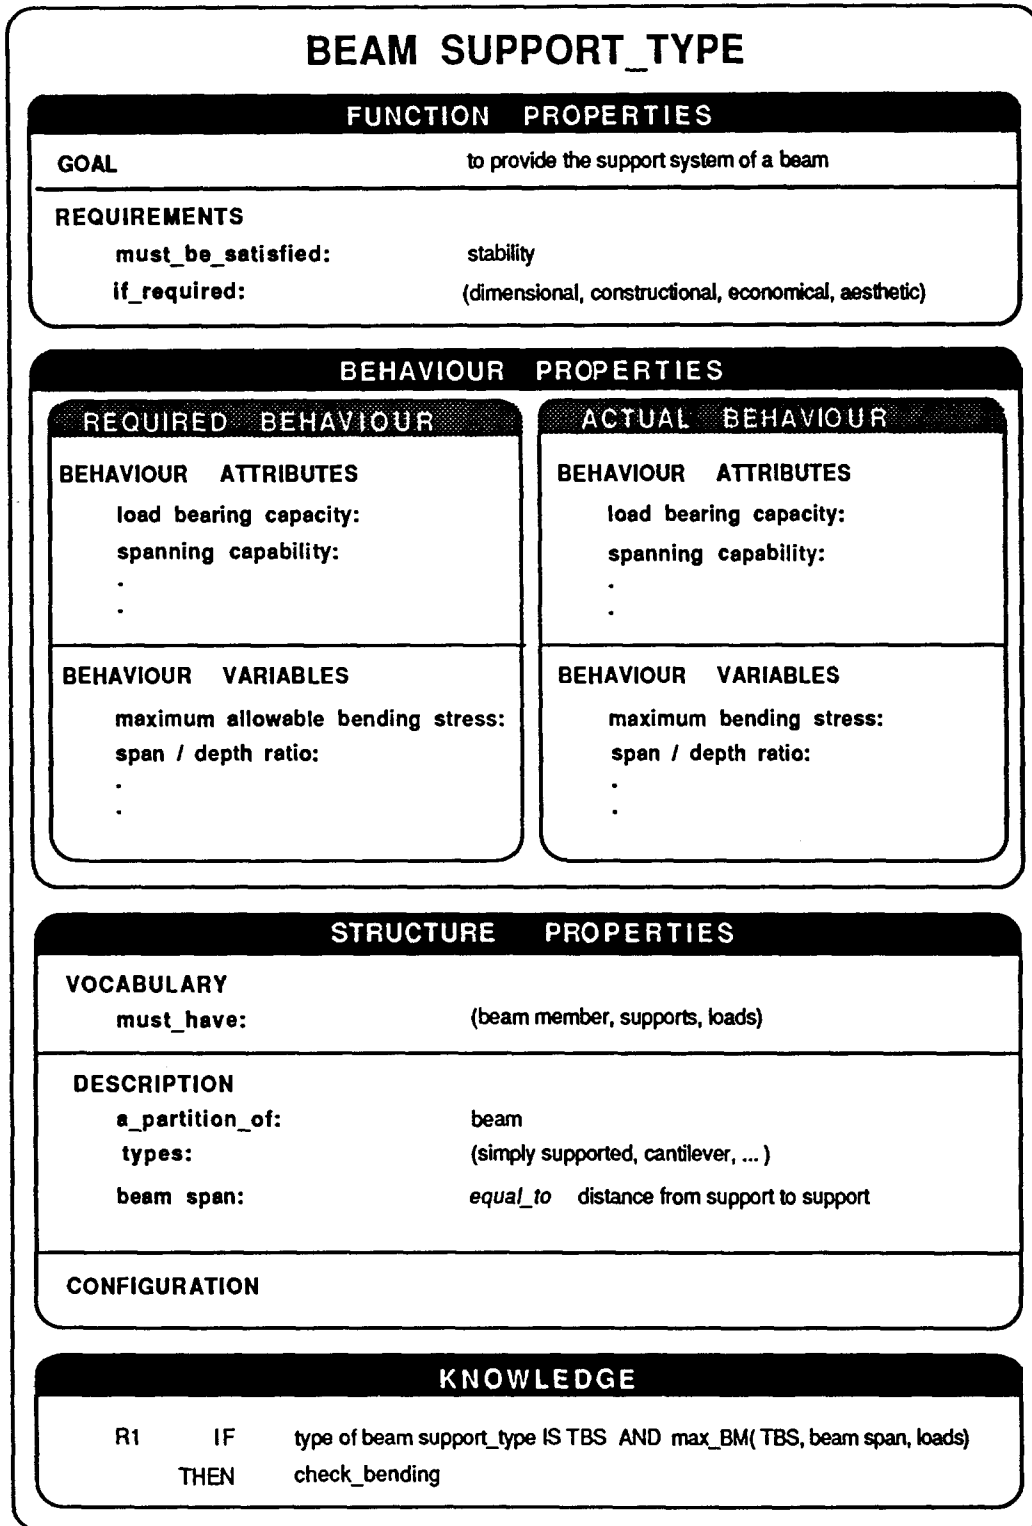 BEAM SUPPORT_TYPE
FUNCTION PROPERTIES
GOAL to provide the support system of a beam
REQUIREMENTS
must_be_satisfied: stability
if_required: (dimensional, constructional, economical, aesthetic)
BEHAVIOUR PROPERTIES
REQUIRED BEHAVIOUR
BEHAVIOUR ATTRIBUTES
load bearing capacity:
spanning capability:
.
.
BEHAVIOUR VARIABLES
maximum allowable bending stress:
span / depth ratio:
.
.
ACTUAL BEHAVIOUR
BEHAVIOUR ATTRIBUTES
load bearing capacity:
spanning capability:
.
.
BEHAVIOUR VARIABLES
maximum bending stress:
span / depth ratio:
.
.
STRUCTURE PROPERTIES
VOCABULARY
must_have: (beam member, supports, loads)
DESCRIPTION
a_partition_of: beam
types: (simply supported, cantilever, ... )
beam span: equal_to distance from support to support
CONFIGURATION
KNOWLEDGE
R1 IF type of beam support_type IS TBS AND max_BM( TBS, beam span, loads)
THEN check_bending